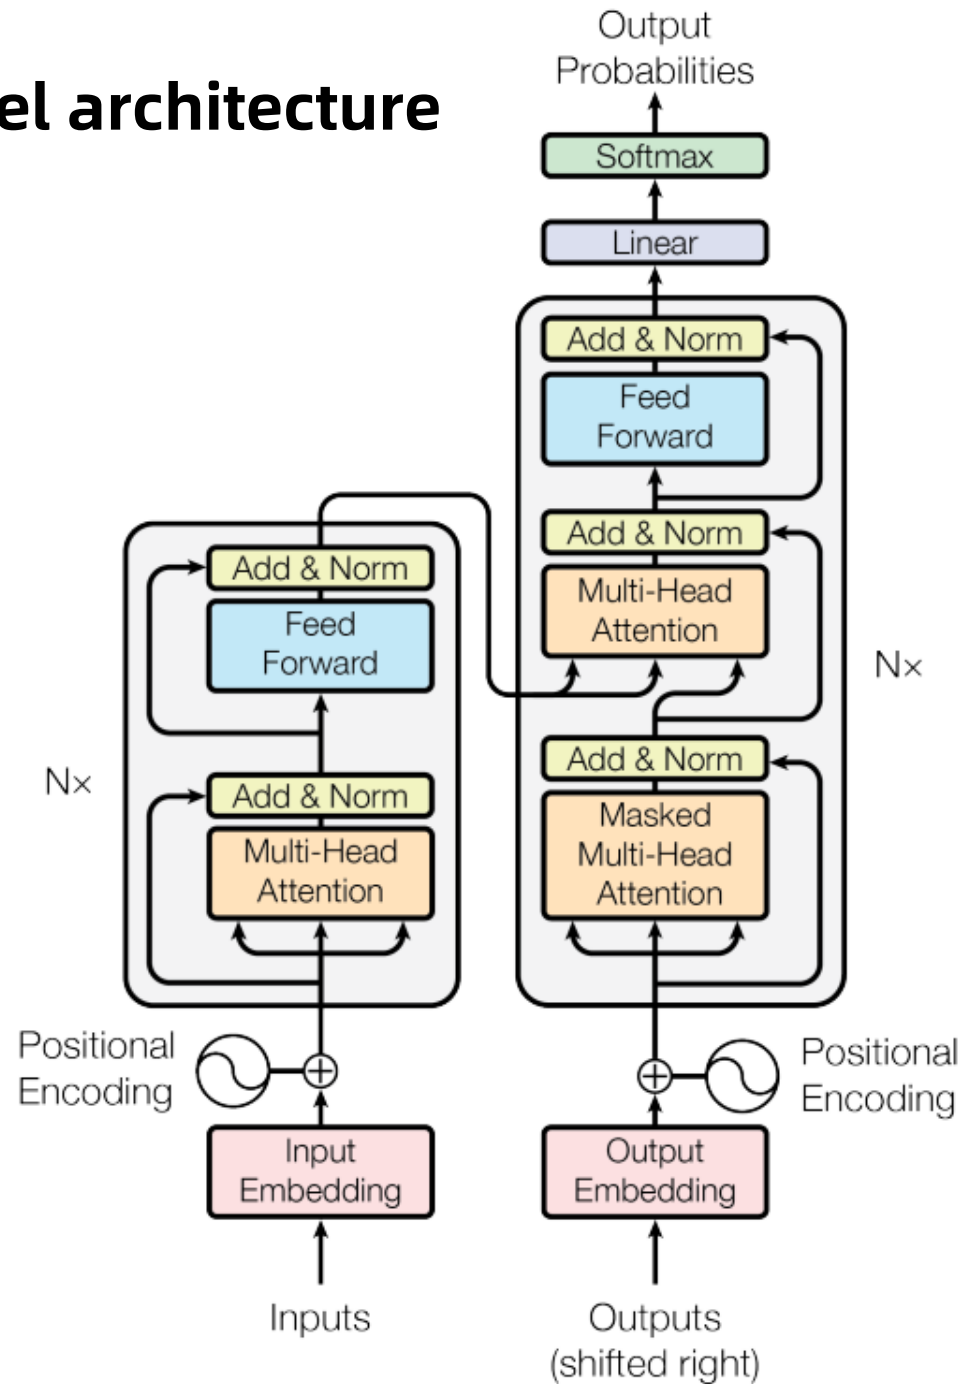 el architecture
Output
Probabilities
Softmax
Linear
Add & Norm
Feed
Forward
Add & Norm
Multi-Head
Attention
Nx
Add & Norm
Masked
Multi-Head
Attention
Add & Norm
Feed
Forward
Nx
Add & Norm
Multi-Head
Attention
Positional
Encoding
Positional
Encoding
Input
Embedding
Output
Embedding
Inputs
Outputs
(shifted right)